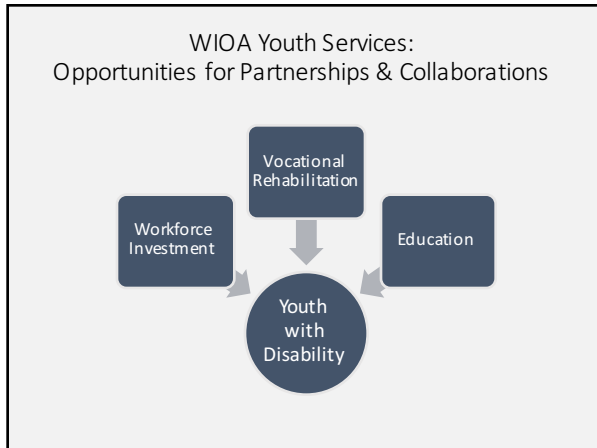 WIOA Youth Services:
Opportunities for Partnerships & Collaborations
Vocational
Rehabilitation
Workforce
Investment
Education
Youth
with
Disability